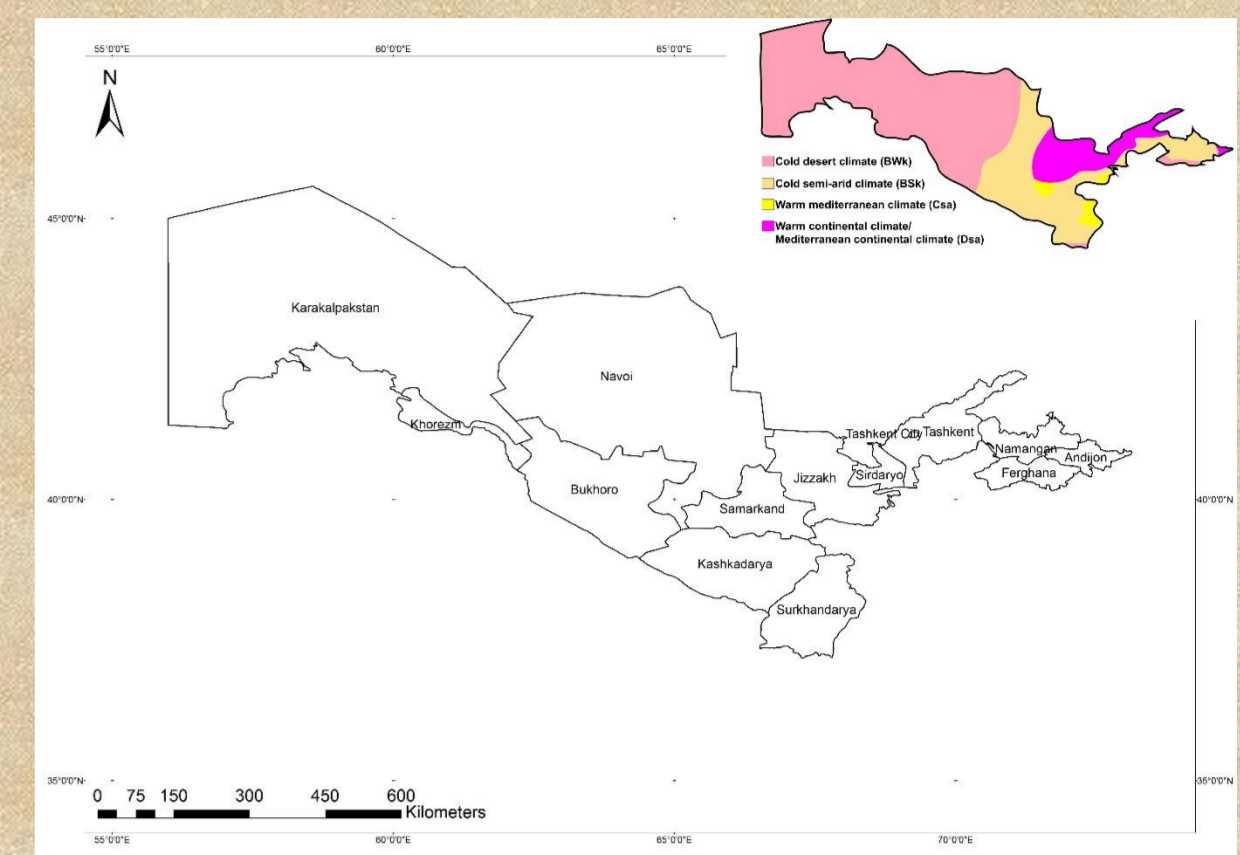 55°0'0"E 60°0'0"E 65°0'0"E
N
Cold desert climate (BWk)
Cold semi-arid climate (BSk)
Warm mediterranean climate (Csa)
Warm continental climate/
Mediterranean continental climate (Dsa)
45°0'0"N
Karakalpakstan
Navoi
Khorezm
Tashkent City
Tashkent
Namangan
Andijon
Ferghana
Jizzakh
Sirdaryo
Bukhoro
Samarkand
40°0'0"N 40°0'0"N
Kashkadarya
Surkhandarya
35°0'0"N 35°0'0"N
0 75 150 300 450 600
Kilometers
55°0'0"E 60°0'0"E 65°0'0"E 70°0'0"E